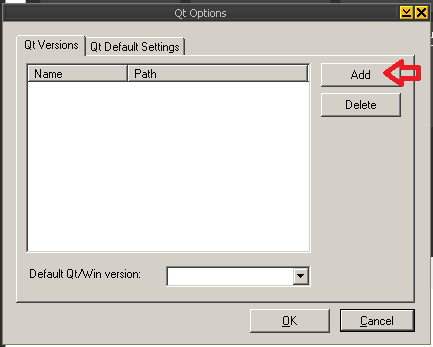 Qt Options
Qt Versions Qt Default Settings
Name Path
Add
Delete
Default Qt/Win version:
OK Cancel